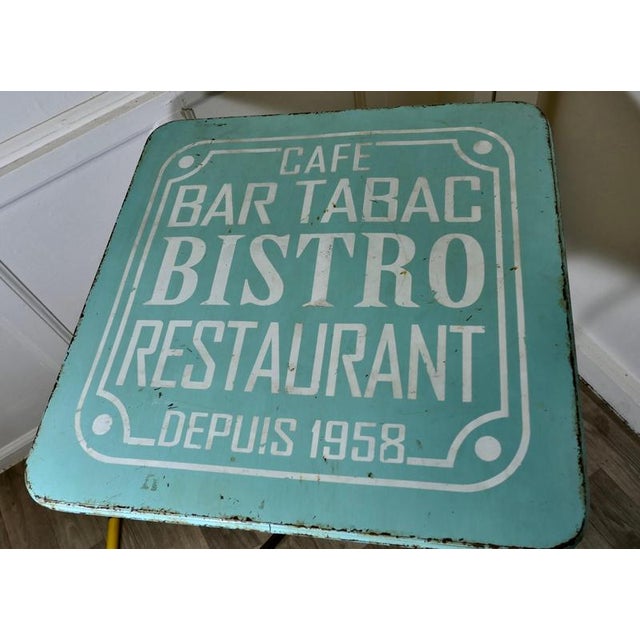 CAFE
BAR TABAC
BISTRO
RESTAURANT
DEPUIS 1958